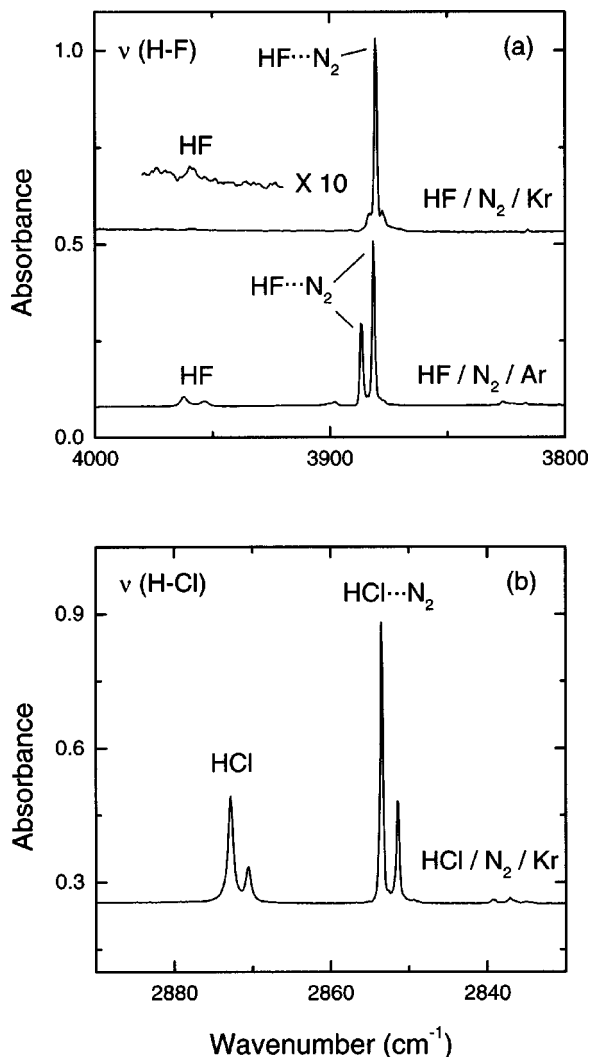 ν (H-F)
(a)
HF···N₂
HF
X 10
HF / N₂ / Kr
HF···N₂
HF
HF / N₂ / Ar
Absorbance
1.0
0.5
0.0
4000
3900
3800
ν (H-Cl)
(b)
HCl···N₂
HCl
HCl / N₂ / Kr
Absorbance
0.9
0.6
0.3
2880
2860
2840
Wavenumber (cm⁻¹)